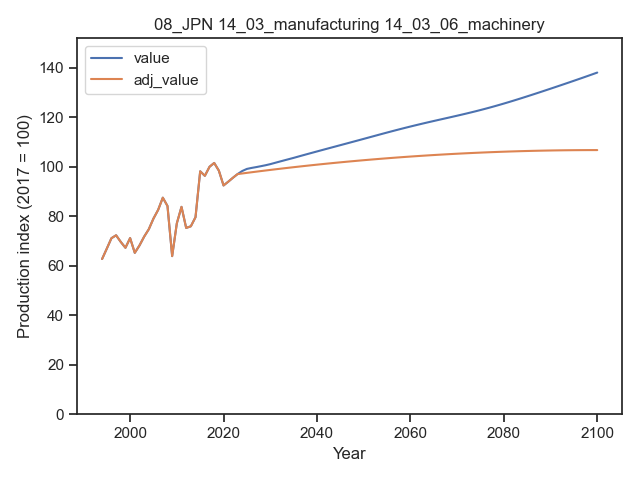 08_JPN 14_03_manufacturing 14_03_06_machinery
value
adj_value
Production index (2017 = 100)
140
120
100
80
60
40
20
0
2000 2020 2040 2060 2080 2100
Year